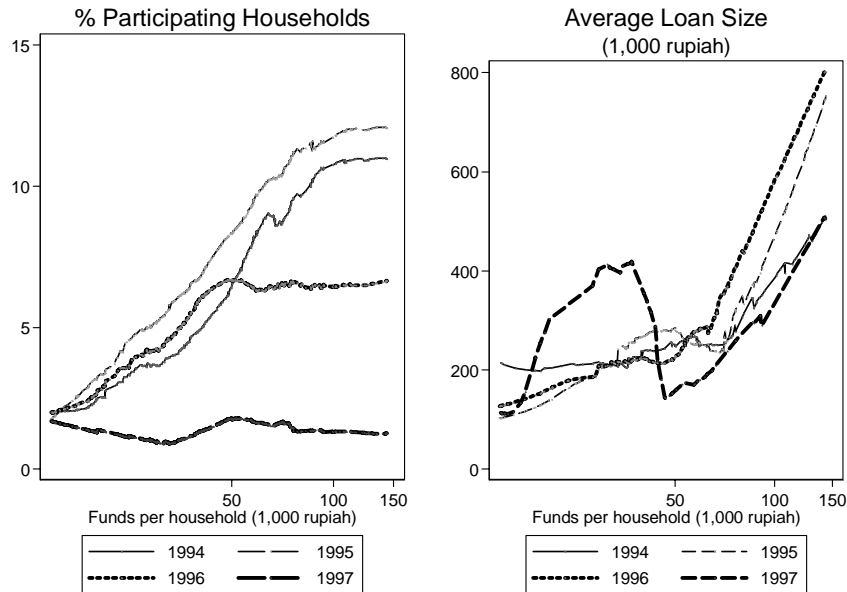 % Participating Households
15
10
5
0
50 100 150
Funds per household (1,000 rupiah)
1994 1995
1996 1997
Average Loan Size
(1,000 rupiah)
800
600
400
200
0
50 100 150
Funds per household (1,000 rupiah)
1994 1995
1996 1997